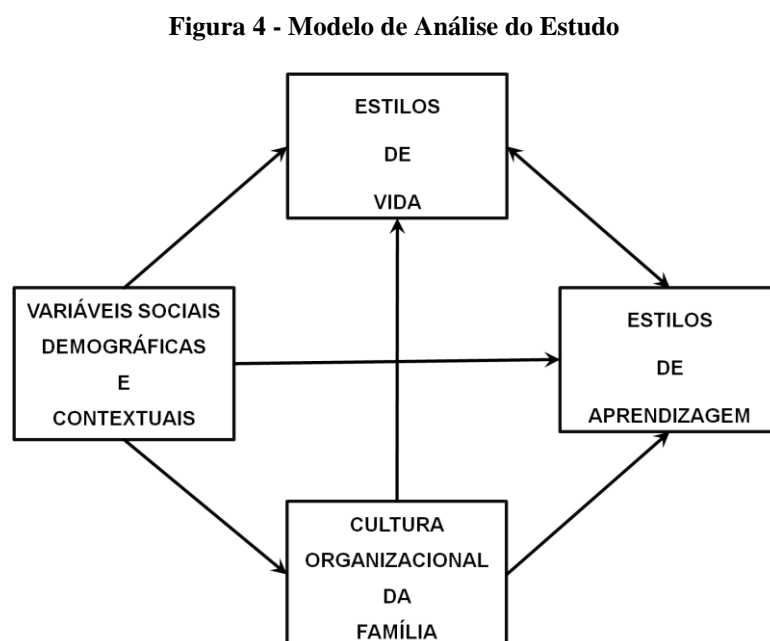 Figura 4 - Modelo de Análise do Estudo
ESTILOS
DE
VIDA
VARIÁVEIS SOCIAIS
DEMOGRÁFICAS
E
CONTEXTUAIS
ESTILOS
DE
APRENDIZAGEM
CULTURA
ORGANIZACIONAL
DA
FAMÍLIA